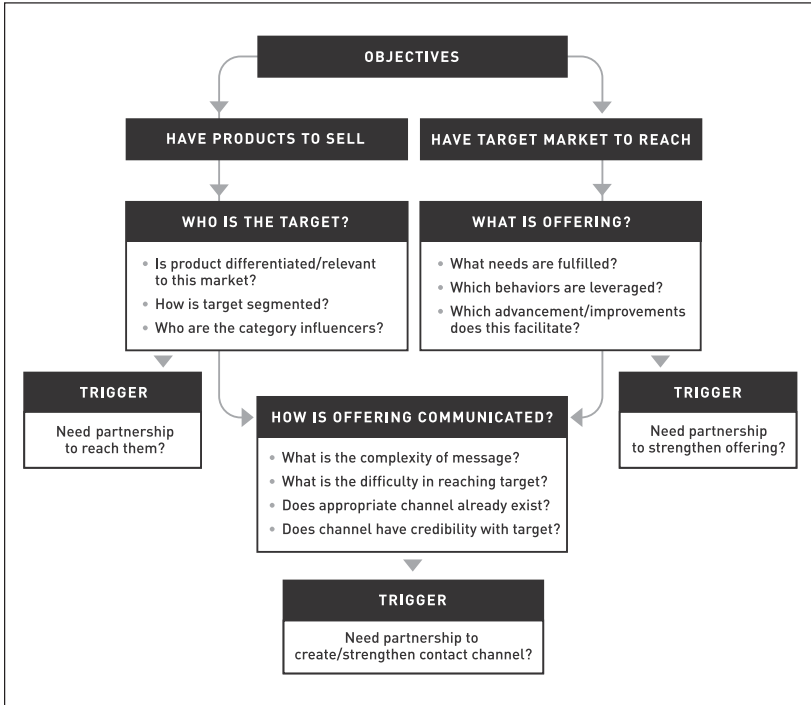 OBJECTIVES
HAVE PRODUCTS TO SELL
HAVE TARGET MARKET TO REACH
WHO IS THE TARGET?
• Is product differentiated/relevant
to this market?
• How is target segmented?
• Who are the category influencers?
WHAT IS OFFERING?
• What needs are fulfilled?
• Which behaviors are leveraged?
• Which advancement/improvements
does this facilitate?
TRIGGER
Need partnership
to reach them?
HOW IS OFFERING COMMUNICATED?
• What is the complexity of message?
• What is the difficulty in reaching target?
• Does appropriate channel already exist?
• Does channel have credibility with target?
TRIGGER
Need partnership
to strengthen offering?
TRIGGER
Need partnership to
create/strengthen contact channel?